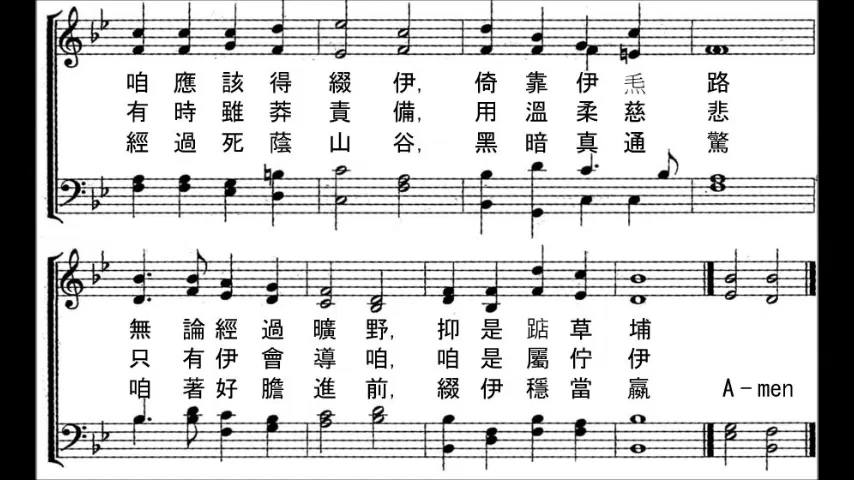 咱應該得綴伊, 倚靠伊𤆬路
有時雖莽責備, 用溫柔慈悲
經過死蔭山谷, 黑暗真通驚
無論經過曠野, 抑是踮草埔
只有伊會導咱, 咱是屬佇伊
咱著好膽進前, 綴伊穩當嬴 A-men